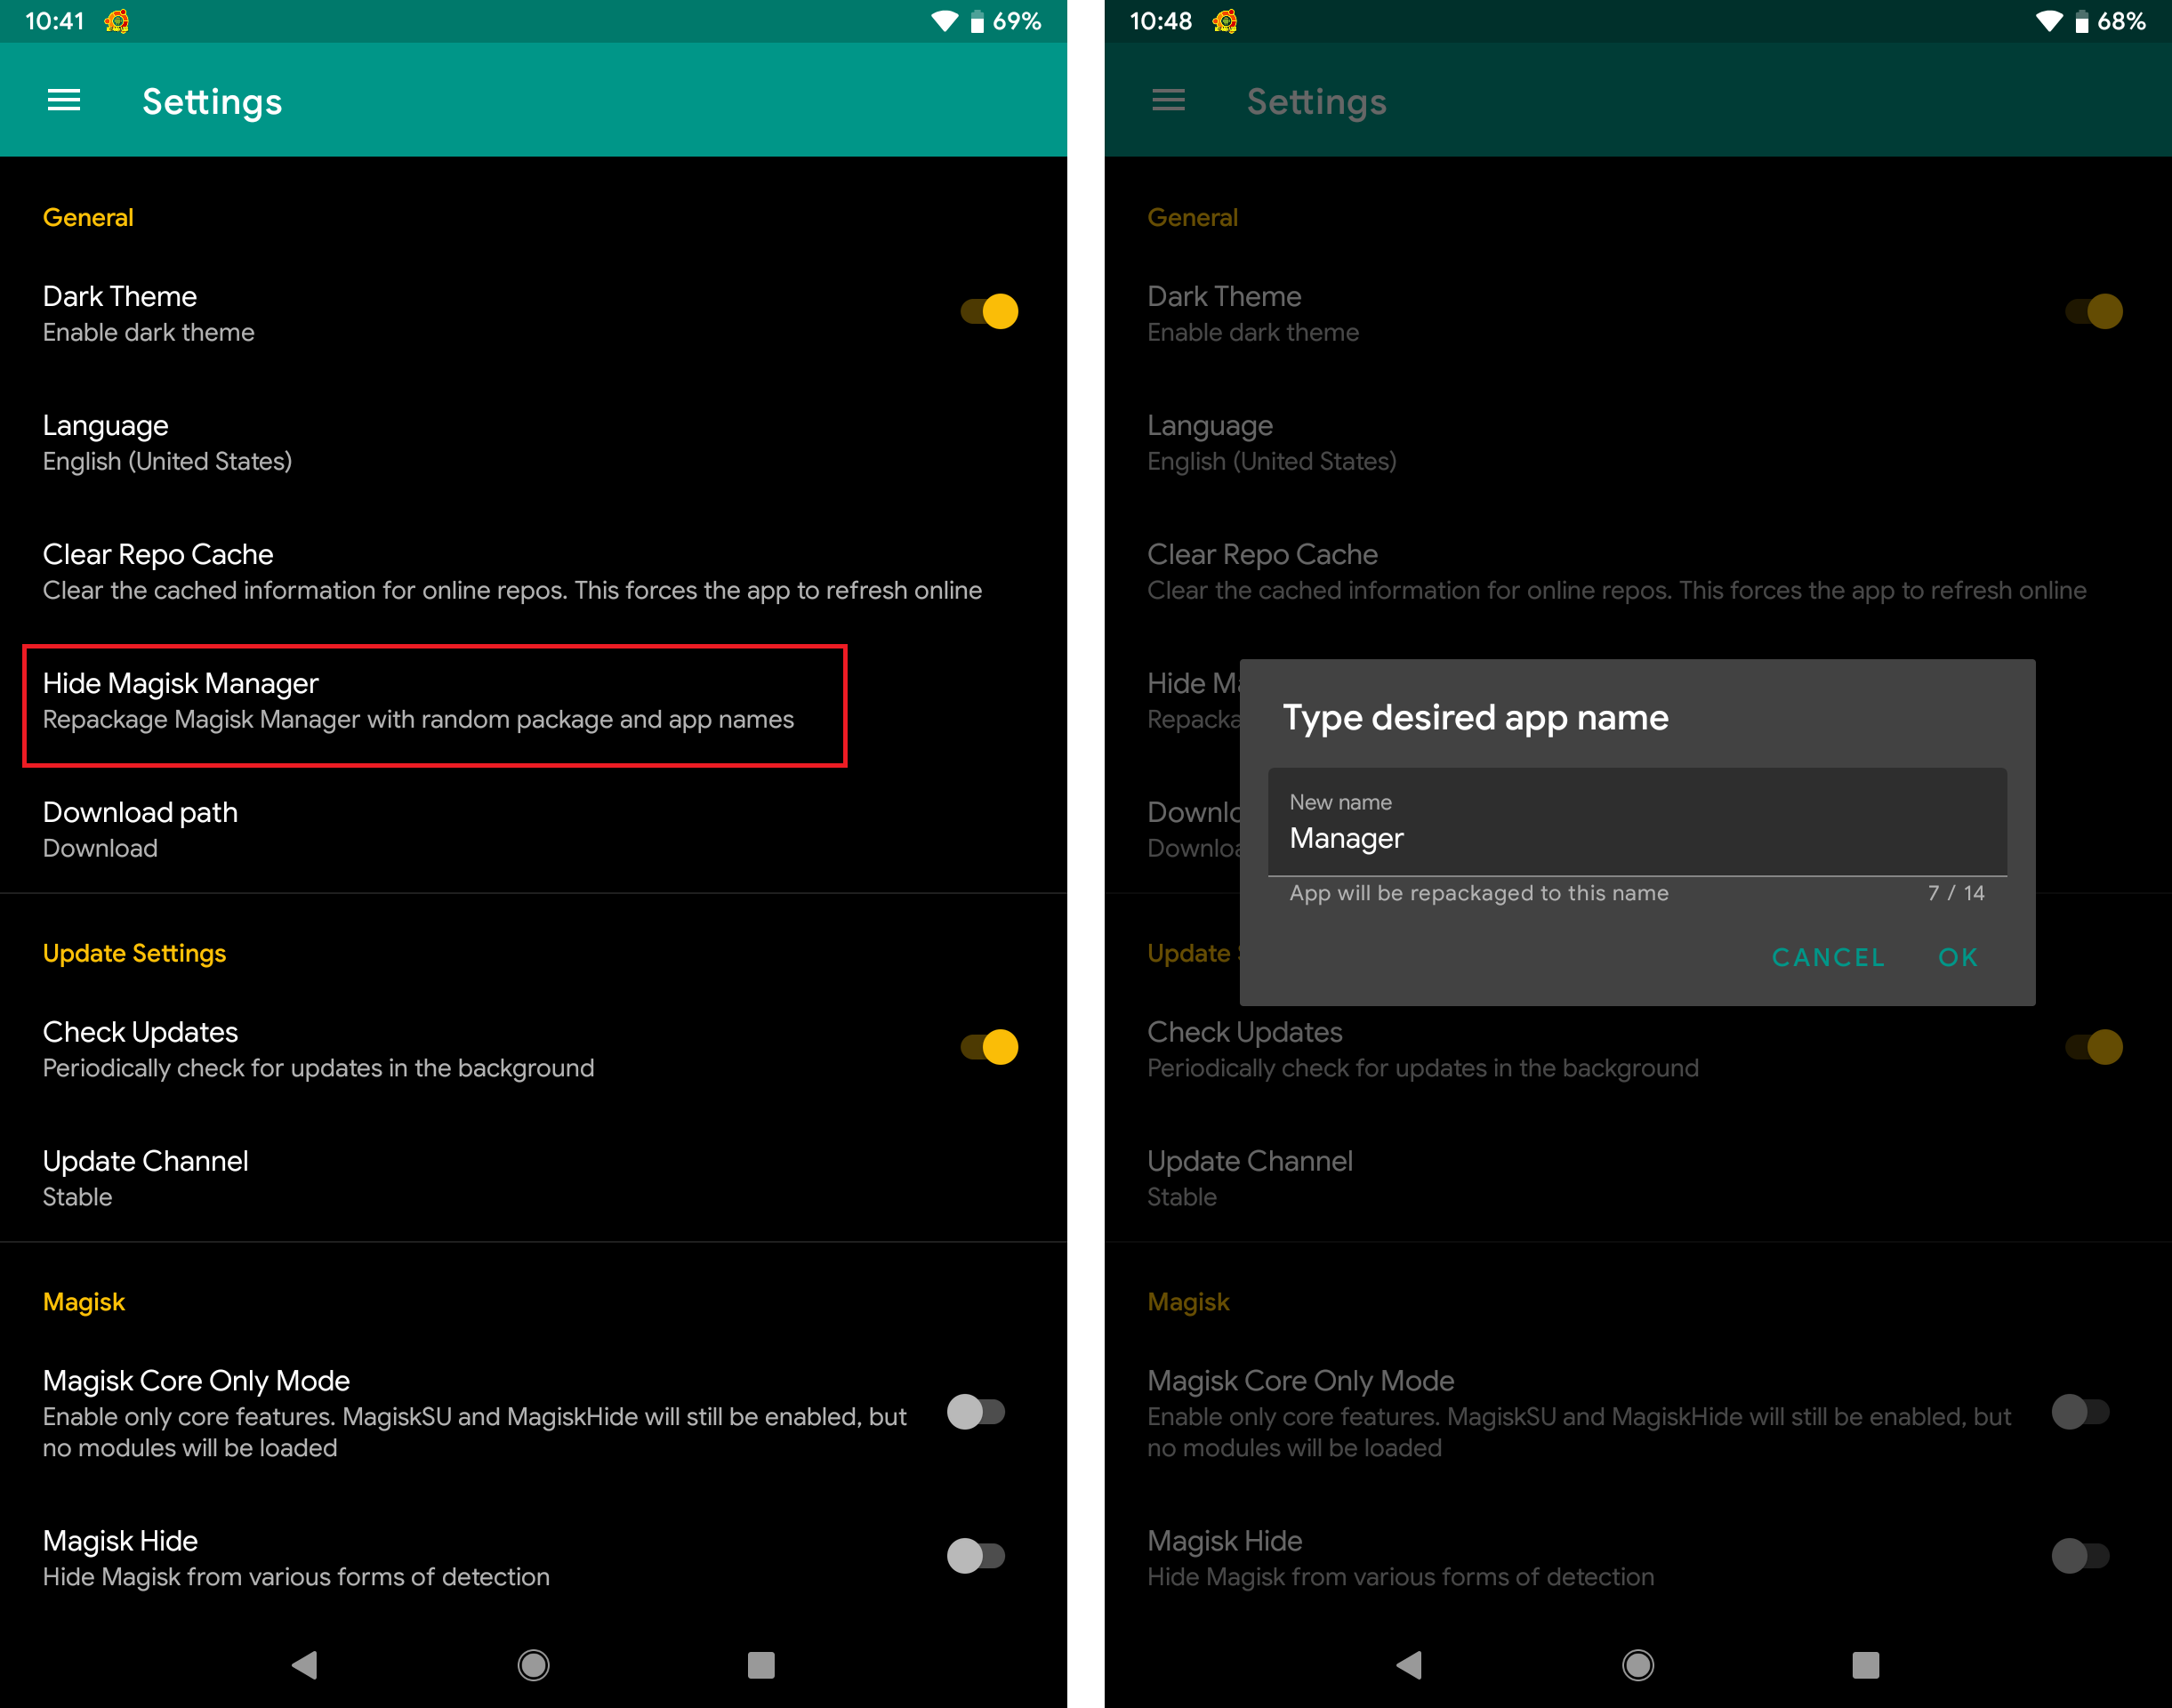 10:41
69%
Settings
General
Dark Theme
Enable dark theme
Language
English (United States)
Clear Repo Cache
Clear the cached information for online repos. This forces the app to refresh online
Hide Magisk Manager
Repackage Magisk Manager with random package and app names
Download path
Download
Update Settings
Check Updates
Periodically check for updates in the background
Update Channel
Stable
Magisk
Magisk Core Only Mode
Enable only core features. MagiskSU and MagiskHide will still be enabled, but
no modules will be loaded
Magisk Hide
Hide Magisk from various forms of detection
10:48
68%
Settings
General
Dark Theme
Enable dark theme
Language
English (United States)
Clear Repo Cache
Clear the cached information for online repos. This forces the app to refresh online
Hide Ma
Repacka
Type desired app name
New name
Manager
App will be repackaged to this name
7 / 14
CANCEL
OK
Downlo
Downloa
Update S
Check Updates
Periodically check for updates in the background
Update Channel
Stable
Magisk
Magisk Core Only Mode
Enable only core features. MagiskSU and MagiskHide will still be enabled, but
no modules will be loaded
Magisk Hide
Hide Magisk from various forms of detection